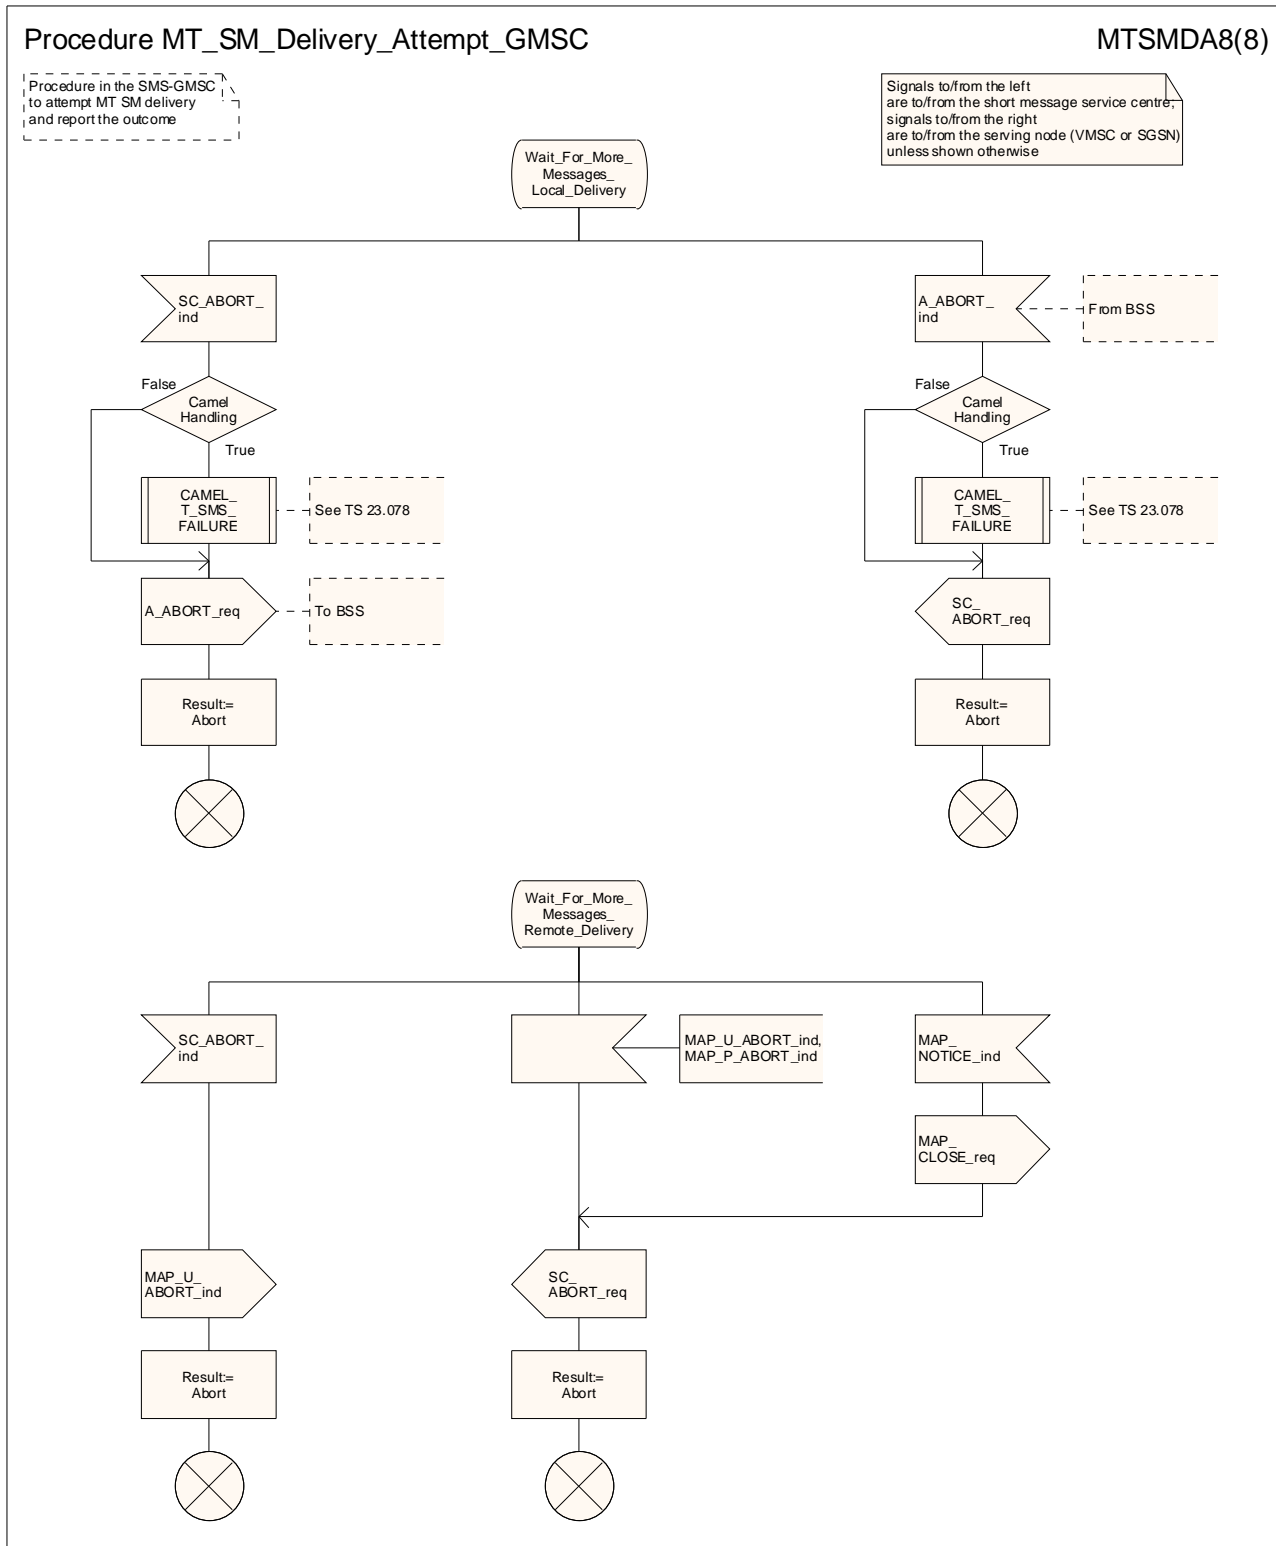 Procedure MT_SM_Delivery_Attempt_GMSC
MTSMDA8(8)
Procedure in the SMS-GMSC
to attempt MT SM delivery
and report the outcome
Signals to/from the left
are to/from the short message service centre;
signals to/from the right
are to/from the serving node (VMSC or SGSN)
unless shown otherwise
Wait_For_More_
Messages_
Local_Delivery
SC_ABORT_
ind
A_ABORT_
ind
From BSS
False
Camel
Handling
True
False
Camel
Handling
True
CAMEL_
T_SMS_
FAILURE
See TS 23.078
CAMEL_
T_SMS_
FAILURE
See TS 23.078
A_ABORT_req
To BSS
SC_
ABORT_req
Result:=
Abort
Result:=
Abort
Wait_For_More_
Messages_
Remote_Delivery
SC_ABORT_
ind
MAP_U_ABORT_ind,
MAP_P_ABORT_ind
MAP_
NOTICE_ind
MAP_
CLOSE_req
MAP_U_
ABORT_ind
SC_
ABORT_req
Result:=
Abort
Result:=
Abort